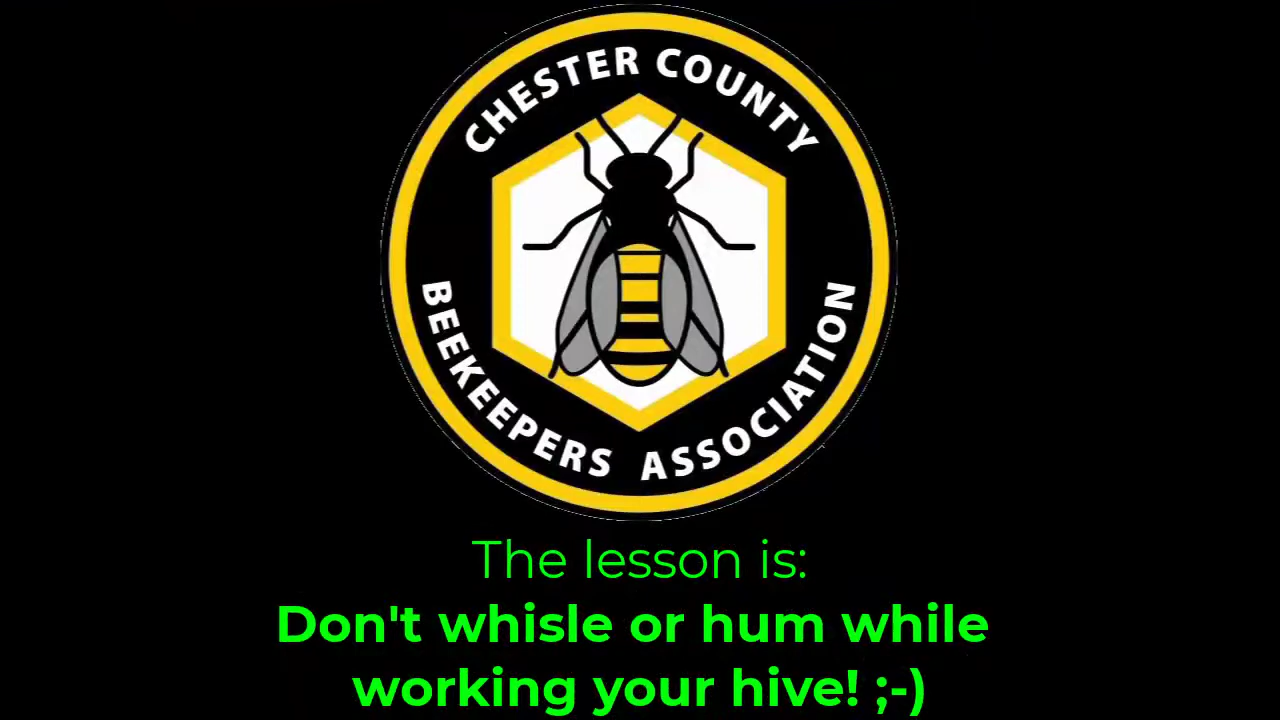 CHESTER COUNTY
BEEKEEPERS ASSOCIATION
The lesson is:
Don't whisle or hum while
working your hive! ;-)